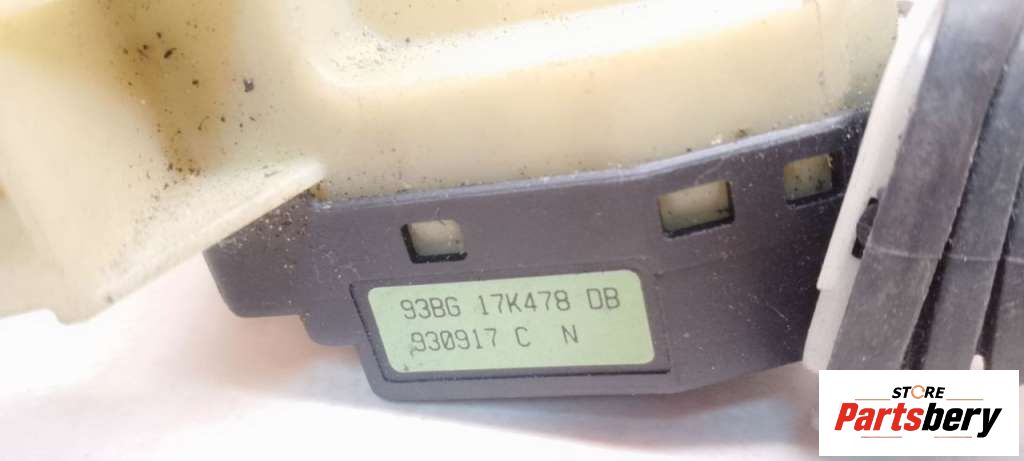 93BG 17K478 DB
930917 C N
STORE
Partsbery